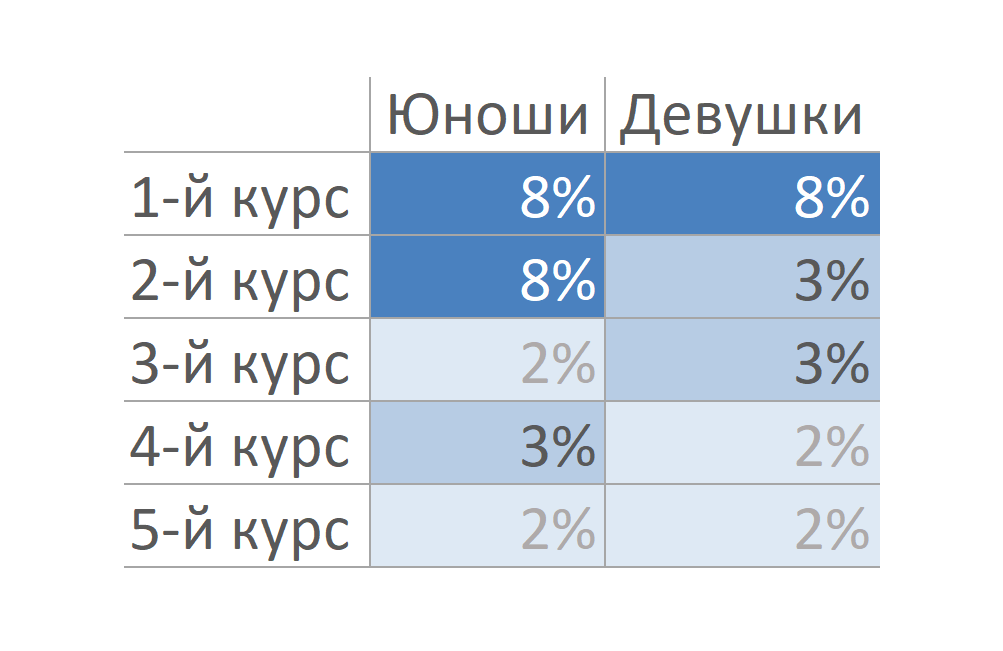 Юноши Девушки
1-й курс 8% 8%
2-й курс 8% 3%
3-й курс 2% 3%
4-й курс 3% 2%
5-й курс 2% 2%